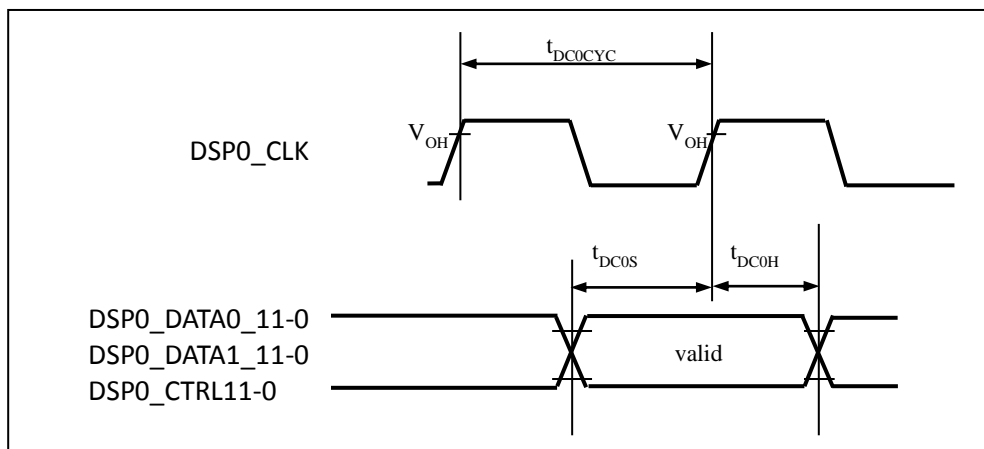 tDC0CYC
VOH VOH
DSP0_CLK
tDC0S tDC0H
DSP0_DATA0_11-0
DSP0_DATA1_11-0 valid
DSP0_CTRL11-0